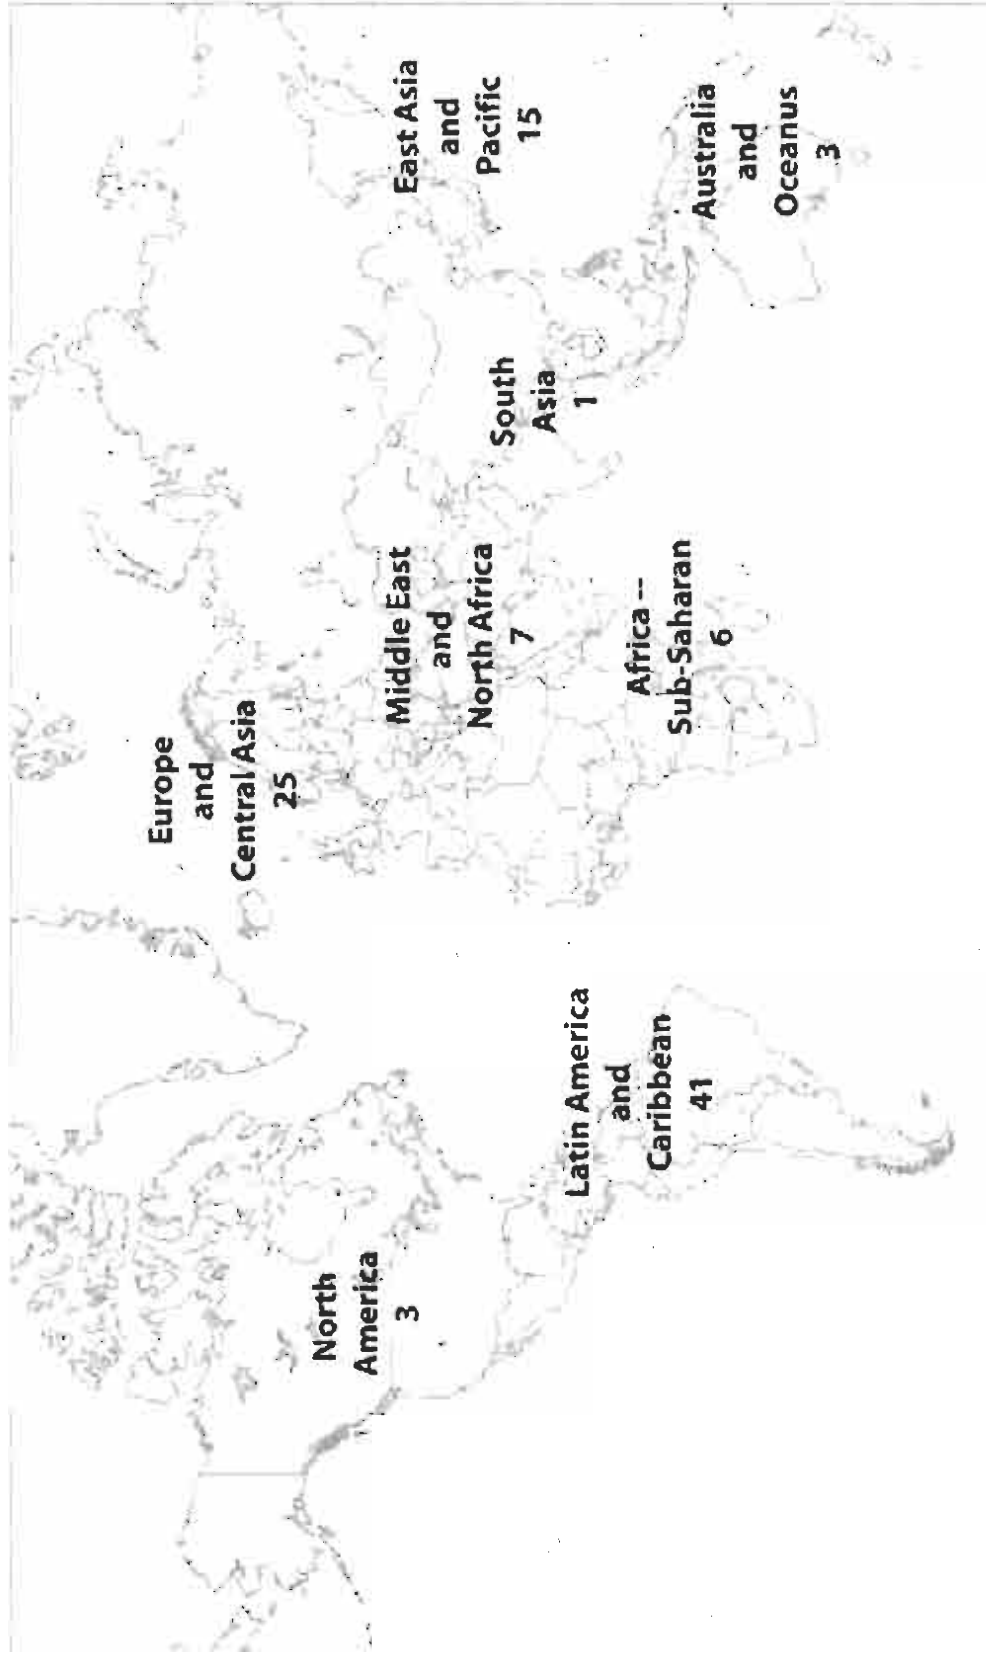 North
America
3
Latin America
and
Caribbean
41
Europe
and
Central Asia
25
Middle East
and
North Africa
7
Africa –
Sub-Saharan
6
South
Asia
1
East Asia
and
Pacific
15
Australia
and
Oceanus
3